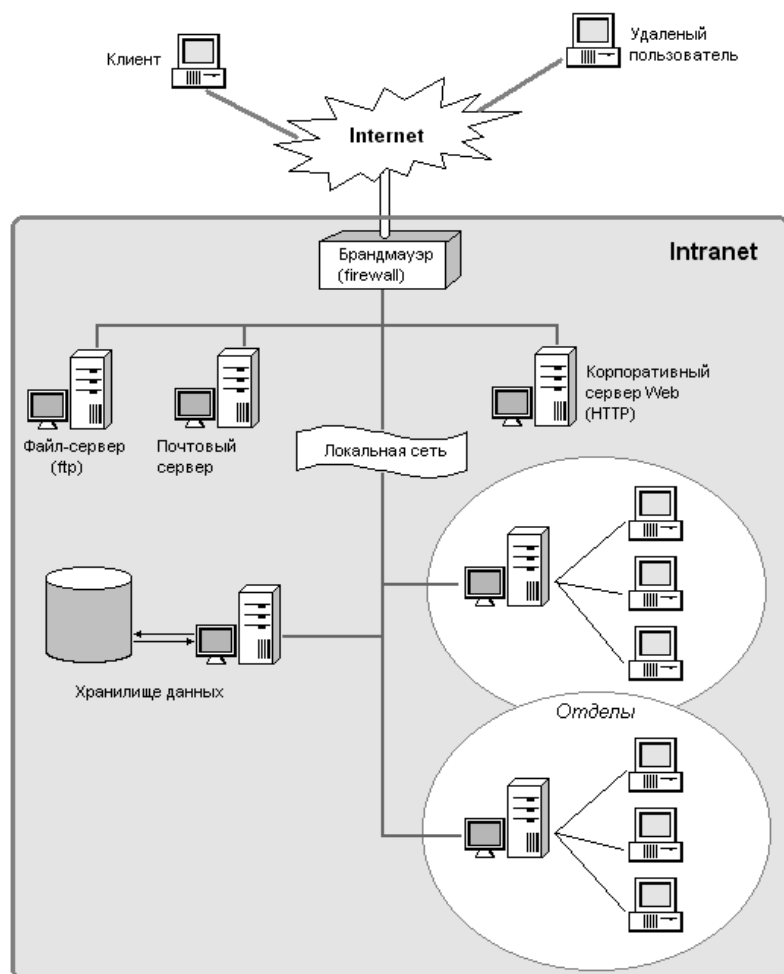 Клиент
Удаленый
пользователь
Internet
Intranet
Брандмауэр
(firewall)
Файл-сервер
(ftp)
Почтовый
сервер
Корпоративный
сервер Web
(HTTP)
Локальная сеть
Хранилище данных
Отделы